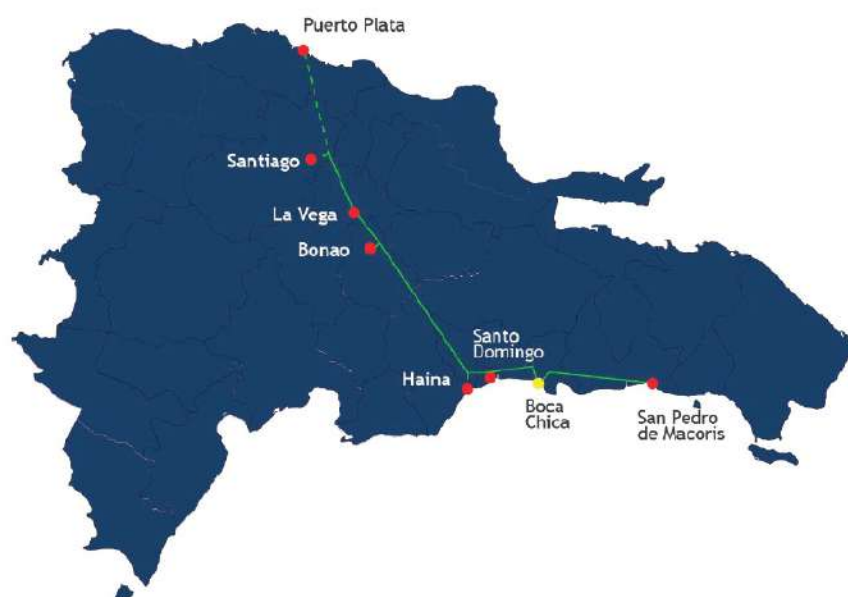 Puerto Plata
Santiago
La Vega
Bonao
Santo
Domingo
Haina
Boca
Chica
San Pedro
de Macoris